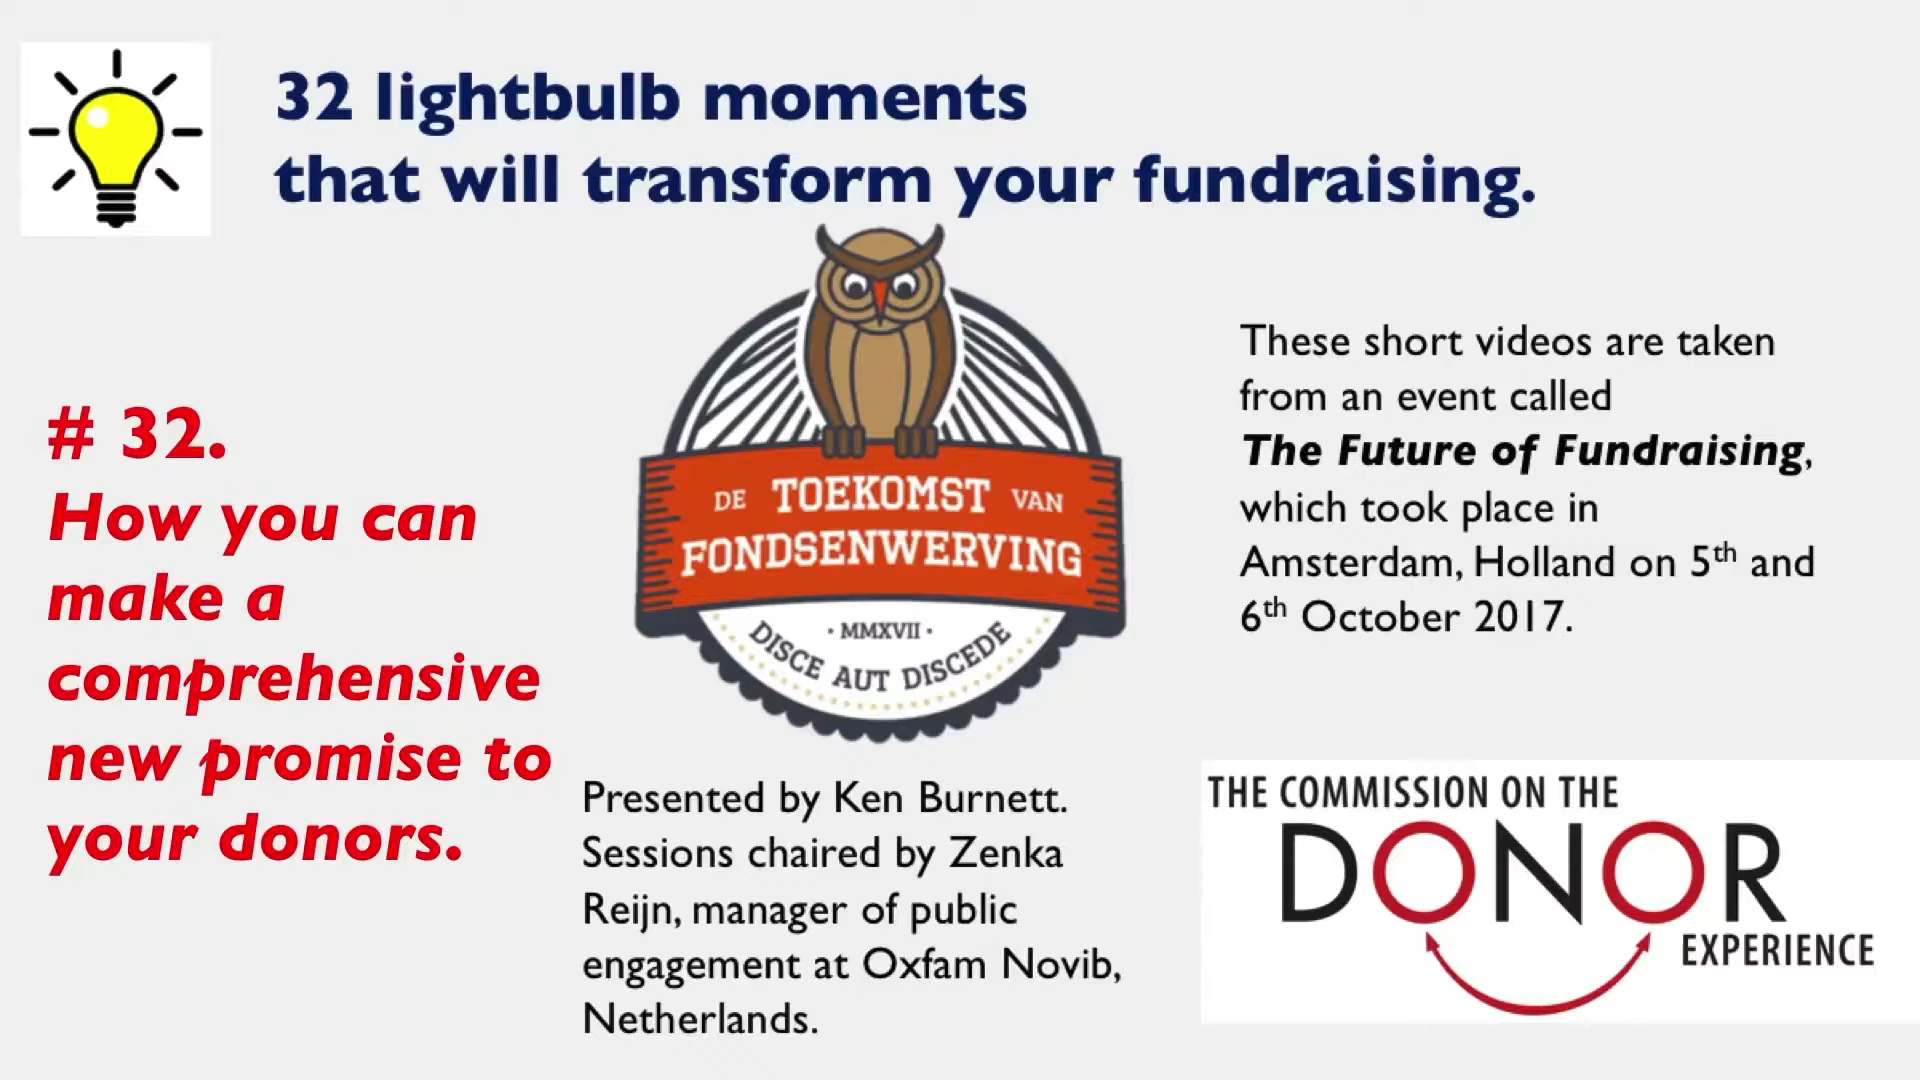 32 lightbulb moments
that will transform your fundraising.
# 32.
How you can
make a
comprehensive
new promise to
your donors.
DE TOEKOMST VAN
FONDSENWERVING
· MMXVII ·
DISCE AUT DISCEDE
Presented by Ken Burnett.
Sessions chaired by Zenka
Reijn, manager of public
engagement at Oxfam Novib,
Netherlands.
These short videos are taken
from an event called
The Future of Fundraising,
which took place in
Amsterdam, Holland on 5th and
6th October 2017.
THE COMMISSION ON THE
DONOR
EXPERIENCE